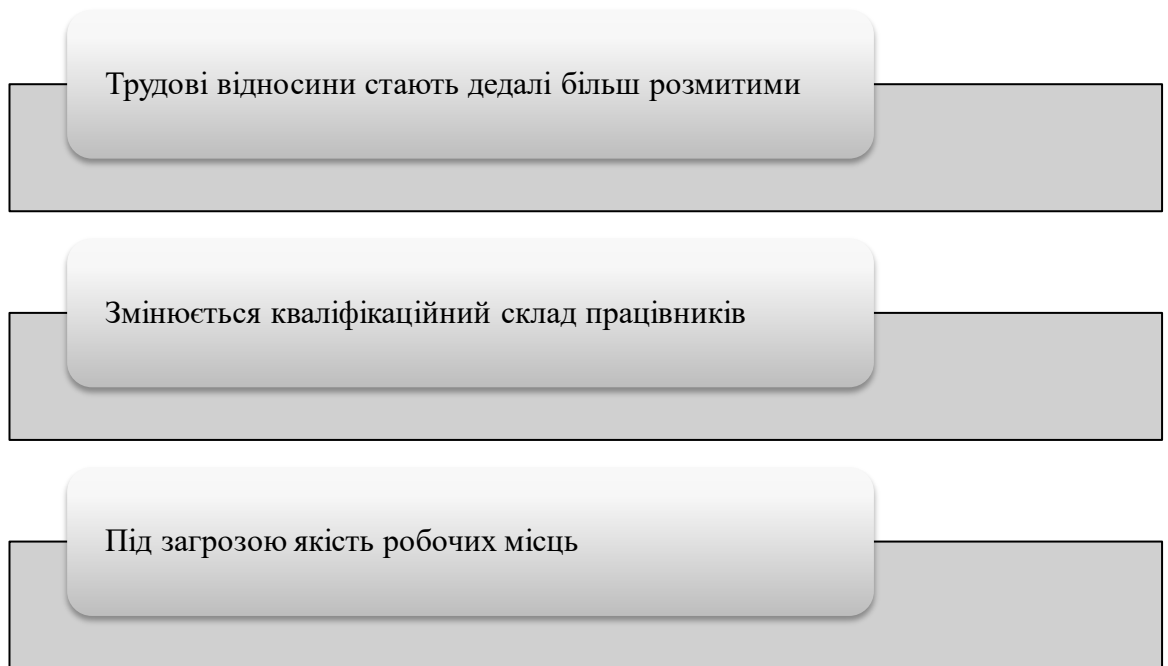 Трудові відносини стають дедалі більш розмитими
Змінюється кваліфікаційний склад працівників
Під загрозою якість робочих місць